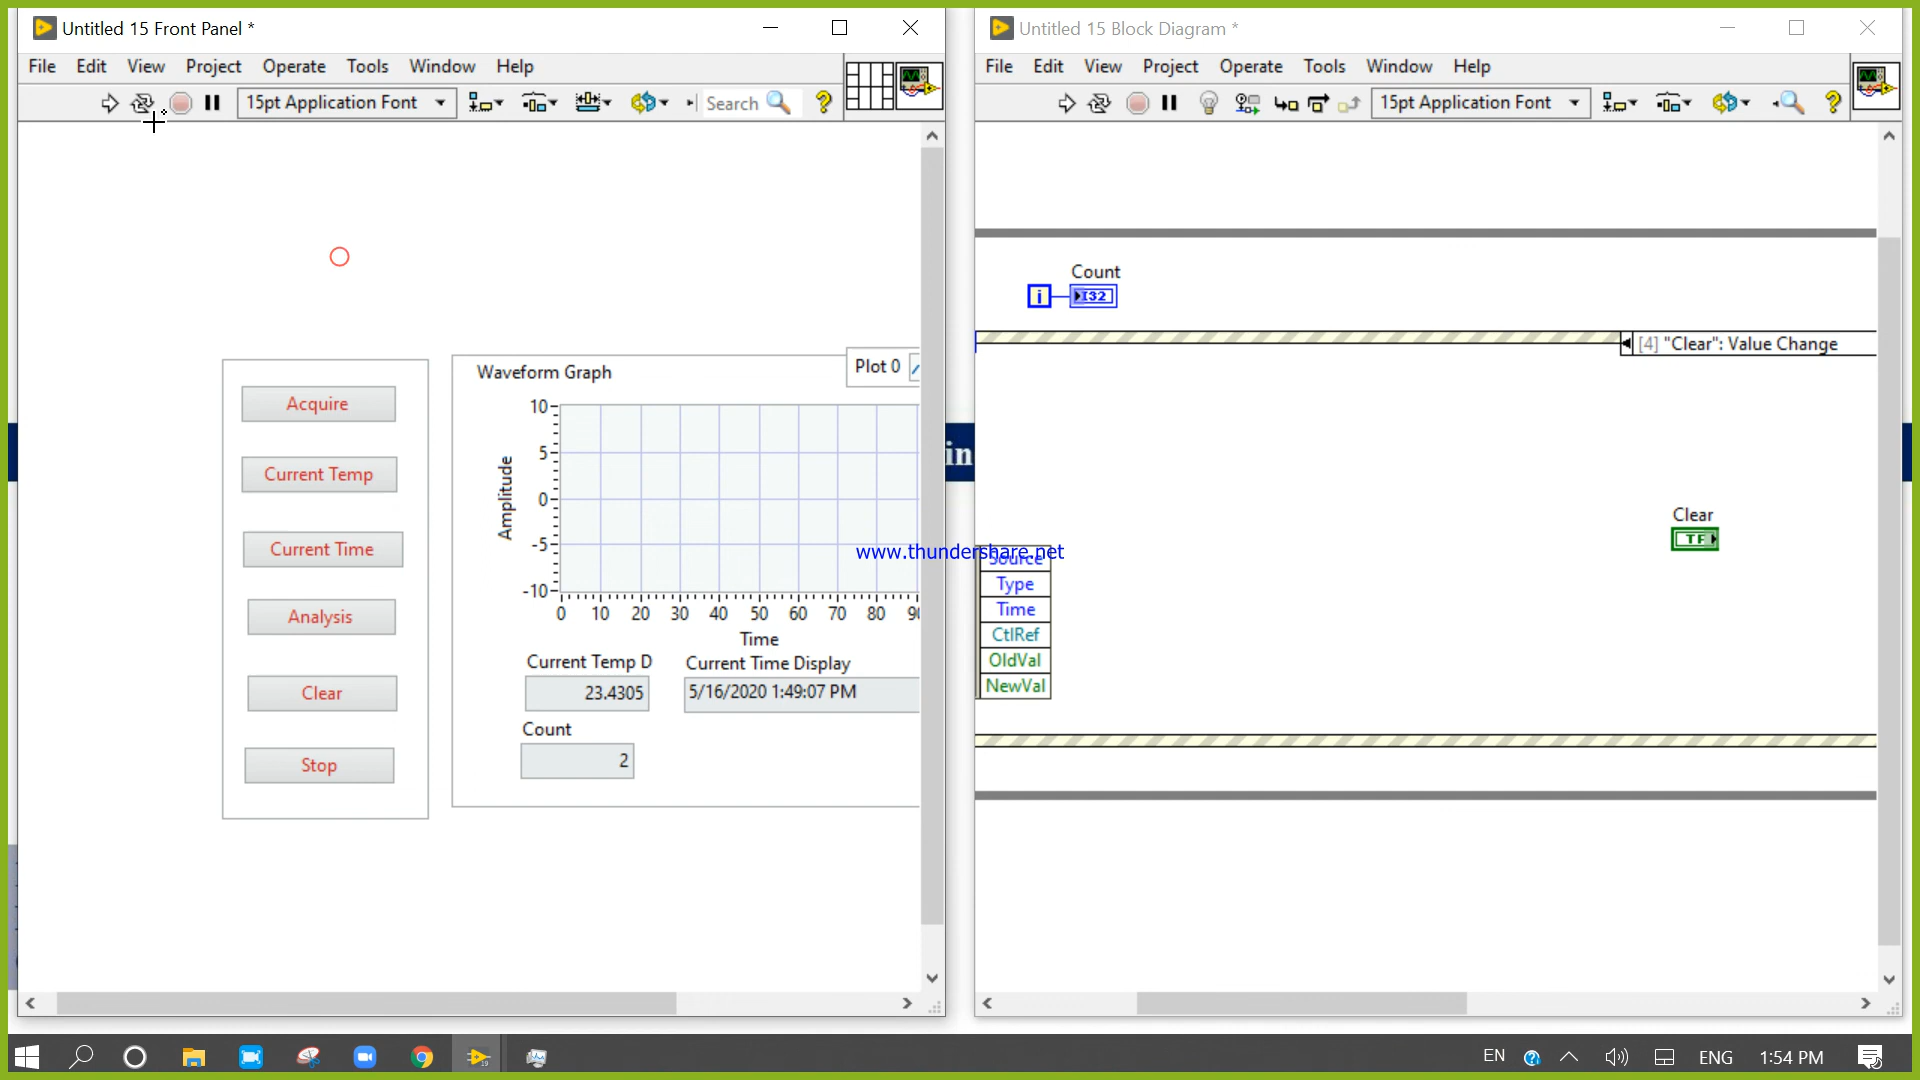 Untitled 15 Front Panel *
File Edit View Project Operate Tools Window Help
15pt Application Font
Search
Acquire
Current Temp
Current Time
Analysis
Clear
Stop
Waveform Graph
Plot 0
Amplitude
10
5
0
-5
-10
0 10 20 30 40 50 60 70 80
Time
Current Temp D
23.4305
Current Time Display
5/16/2020 1:49:07 PM
Count
2
in
www.thundershare.net
Untitled 15 Block Diagram *
File Edit View Project Operate Tools Window Help
15pt Application Font
Count
i
I32
[4] "Clear": Value Change
Clear
TF
Source
Type
Time
CtlRef
OldVal
NewVal
EN
ENG
1:54 PM